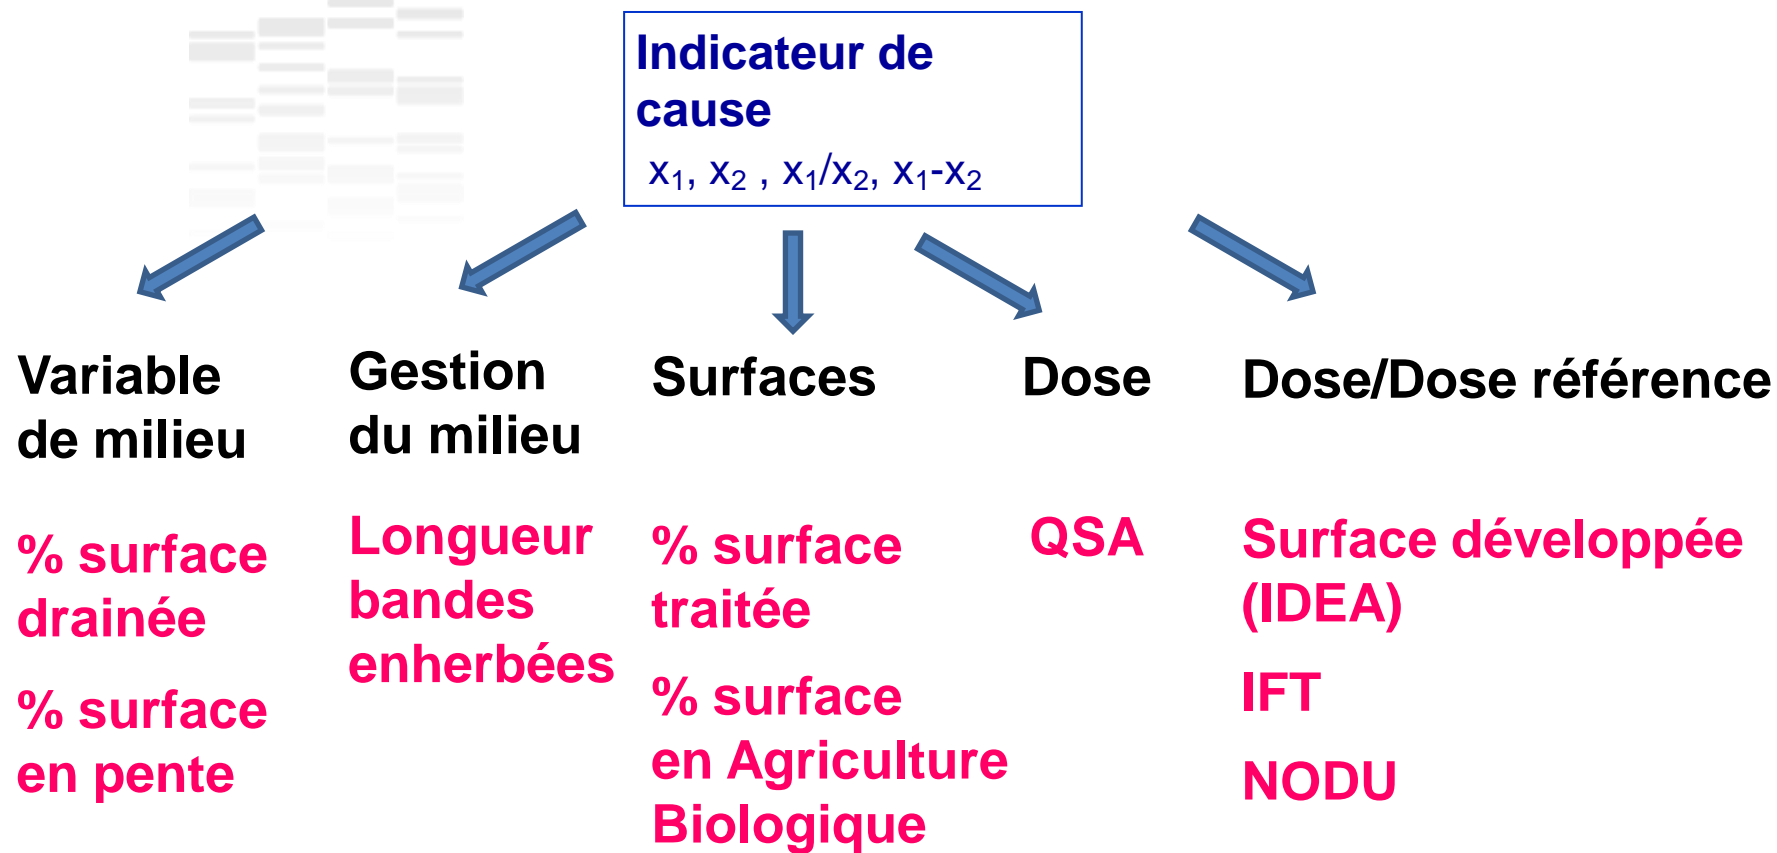 Indicateur de
cause
x₁, x₂ , x₁/x₂, x₁-x₂
Variable
de milieu
% surface
drainée
% surface
en pente
Gestion
du milieu
Longueur
bandes
enherbées
Surfaces
% surface
traitée
% surface
en Agriculture
Biologique
Dose
QSA
Dose/Dose référence
Surface développée
(IDEA)
IFT
NODU